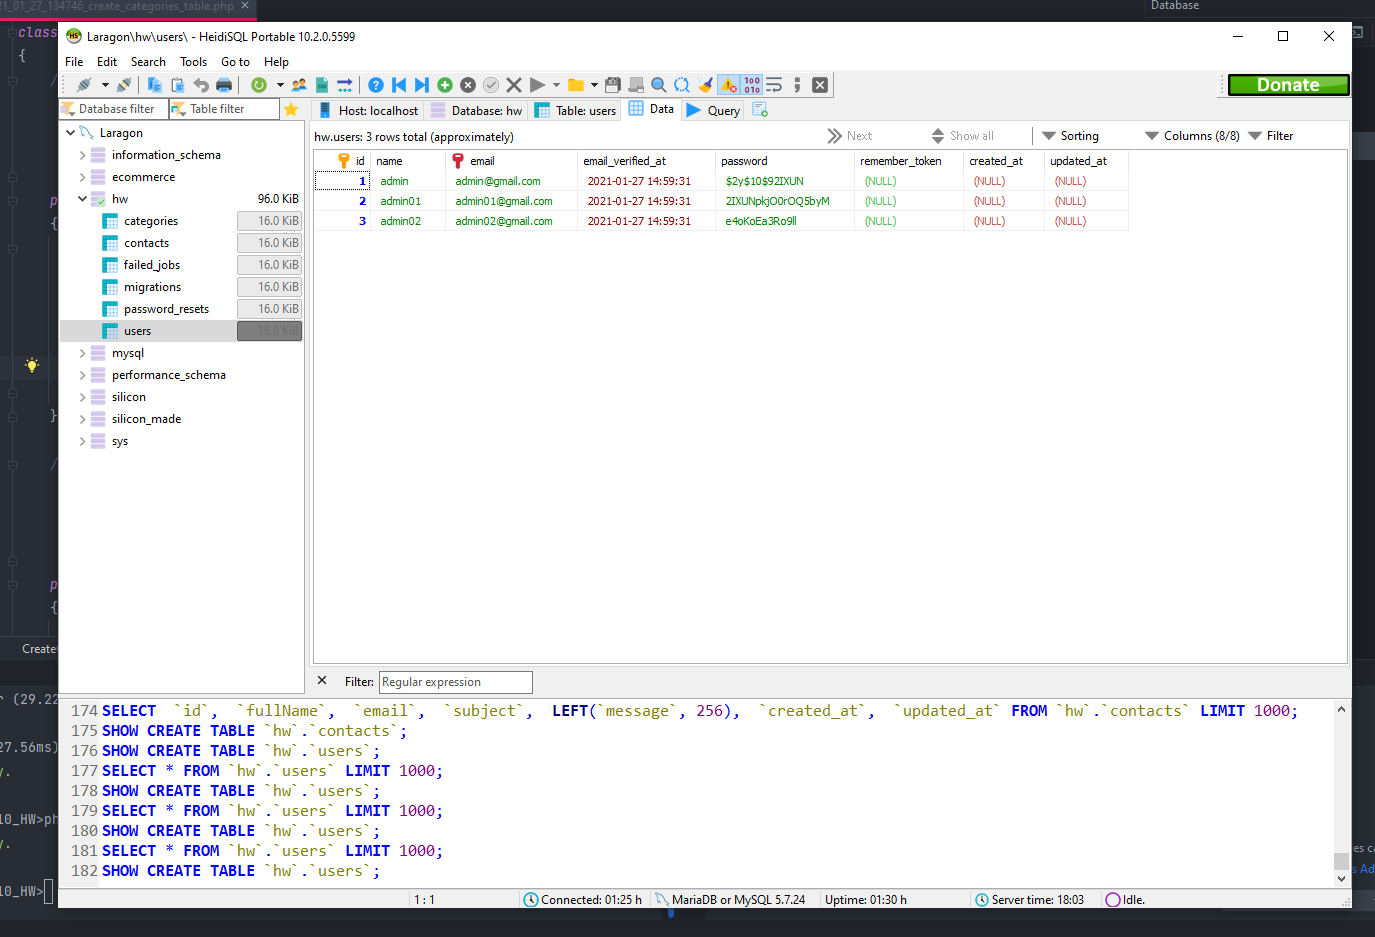 1_01_27_134746_create_categories_table.php
Database
class
{
Laragon\hw\users\ - HeidiSQL Portable 10.2.0.5599
File Edit Search Tools Go to Help
Donate
Database filter Table filter
Host: localhost Database: hw Table: users Data Query
Laragon
information_schema
ecommerce
hw 96.0 KiB
categories 16.0 KiB
contacts 16.0 KiB
failed_jobs 16.0 KiB
migrations 16.0 KiB
password_resets 16.0 KiB
users 16.0 KiB
mysql
performance_schema
silicon
silicon_made
sys
hw.users: 3 rows total (approximately) Next Show all Sorting Columns (8/8) Filter
id name email email_verified_at password remember_token created_at updated_at
1 admin admin@gmail.com 2021-01-27 14:59:31 $2y$10$92IXUN (NULL) (NULL) (NULL)
2 admin01 admin01@gmail.com 2021-01-27 14:59:31 2IXUNpkjO0rOQ5byM (NULL) (NULL) (NULL)
3 admin02 admin02@gmail.com 2021-01-27 14:59:31 e4oKoEa3Ro9ll (NULL) (NULL) (NULL)
Filter: Regular expression
p
{
}
/
p
{
Create
r (29.22
27.56ms)
y.
10_HW>ph
y.
10_HW>
174 SELECT `id`, `fullName`, `email`, `subject`, LEFT(`message`, 256), `created_at`, `updated_at` FROM `hw`.`contacts` LIMIT 1000;
175 SHOW CREATE TABLE `hw`.`contacts`;
176 SHOW CREATE TABLE `hw`.`users`;
177 SELECT * FROM `hw`.`users` LIMIT 1000;
178 SHOW CREATE TABLE `hw`.`users`;
179 SELECT * FROM `hw`.`users` LIMIT 1000;
180 SHOW CREATE TABLE `hw`.`users`;
181 SELECT * FROM `hw`.`users` LIMIT 1000;
182 SHOW CREATE TABLE `hw`.`users`;
es ca
s Ad
1 : 1 Connected: 01:25 h MariaDB or MySQL 5.7.24 Uptime: 01:30 h Server time: 18:03 Idle.